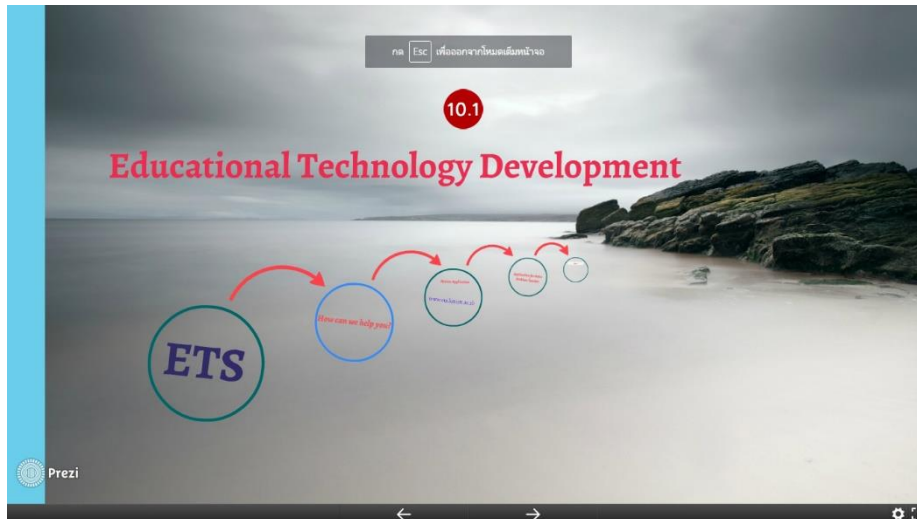 กด Esc เพื่อออกจากโหมดเต็มหน้าจอ
10.1
Educational Technology Development
ETS
How can we help you?
Prezi